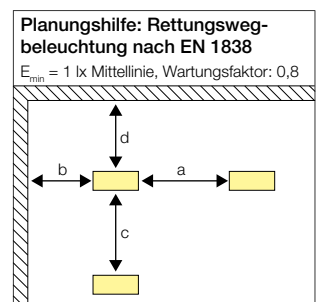 Planungshilfe: Rettungsweg-
beleuchtung nach EN 1838
Emin = 1 lx Mittellinie, Wartungsfaktor: 0,8
d
b
a
c